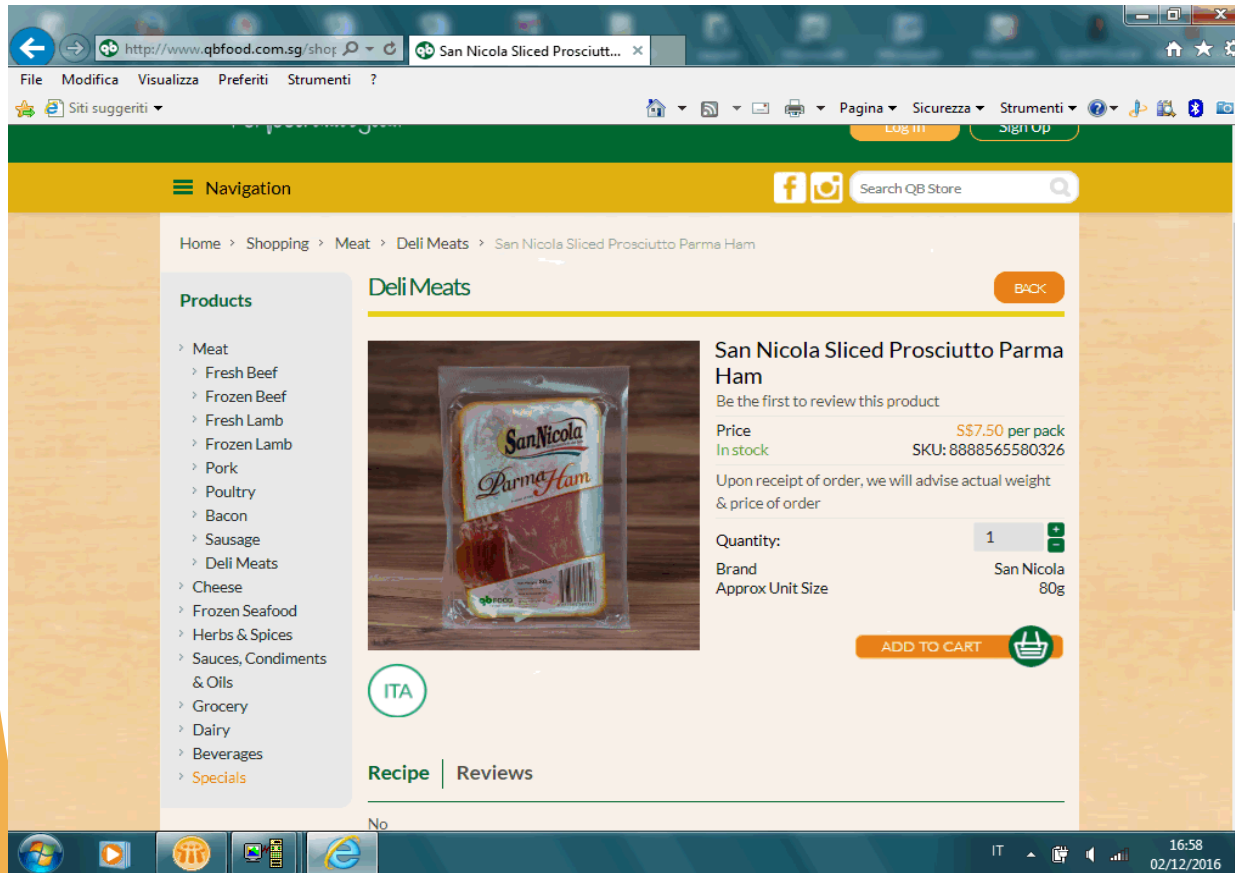 http://www.qbfood.com.sg/shop
San Nicola Sliced Prosciutt...
File Modifica Visualizza Preferiti Strumenti ?
Siti suggeriti
Pagina Sicurezza Strumenti
Log In
Sign Up
Navigation
Search QB Store
Home > Shopping > Meat > Deli Meats > San Nicola Sliced Prosciutto Parma Ham
Products
Meat
Fresh Beef
Frozen Beef
Fresh Lamb
Frozen Lamb
Pork
Poultry
Bacon
Sausage
Deli Meats
Cheese
Frozen Seafood
Herbs & Spices
Sauces, Condiments
& Oils
Grocery
Dairy
Beverages
Specials
Deli Meats
BACK
San Nicola
Parma Ham
qb FOOD
ITA
San Nicola Sliced Prosciutto Parma
Ham
Be the first to review this product
Price S$7.50 per pack
In stock SKU: 8888565580326
Upon receipt of order, we will advise actual weight
& price of order
Quantity: 1
Brand San Nicola
Approx Unit Size 80g
ADD TO CART
Recipe Reviews
No
IT
16:58
02/12/2016